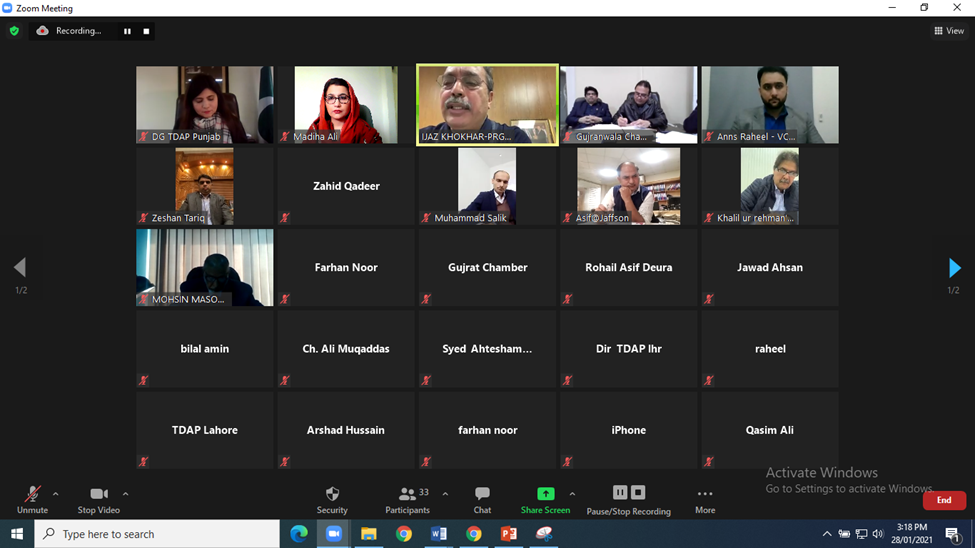 Zoom Meeting
Recording...
View
DG TDAP Punjab
Madiha Ali
IJAZ KHOKHAR-PRG...
Gujranwala Cha...
Anns Raheel - VC...
Zeshan Tariq
Zahid Qadeer
Muhammad Salik
Asif@Jaffson
Khalil ur rehman'...
1/2
1/2
MOHSIN MASO...
Farhan Noor
Gujrat Chamber
Rohail Asif Deura
Jawad Ahsan
bilal amin
Ch. Ali Muqaddas
Syed Ahtesham...
Dir TDAP lhr
raheel
TDAP Lahore
Arshad Hussain
farhan noor
iPhone
Qasim Ali
Activate Windows
Go to Settings to activate Windows.
Unmute
Stop Video
Security
Participants
33
Chat
Share Screen
Pause/Stop Recording
More
End
Type here to search
3:18 PM
28/01/2021
1